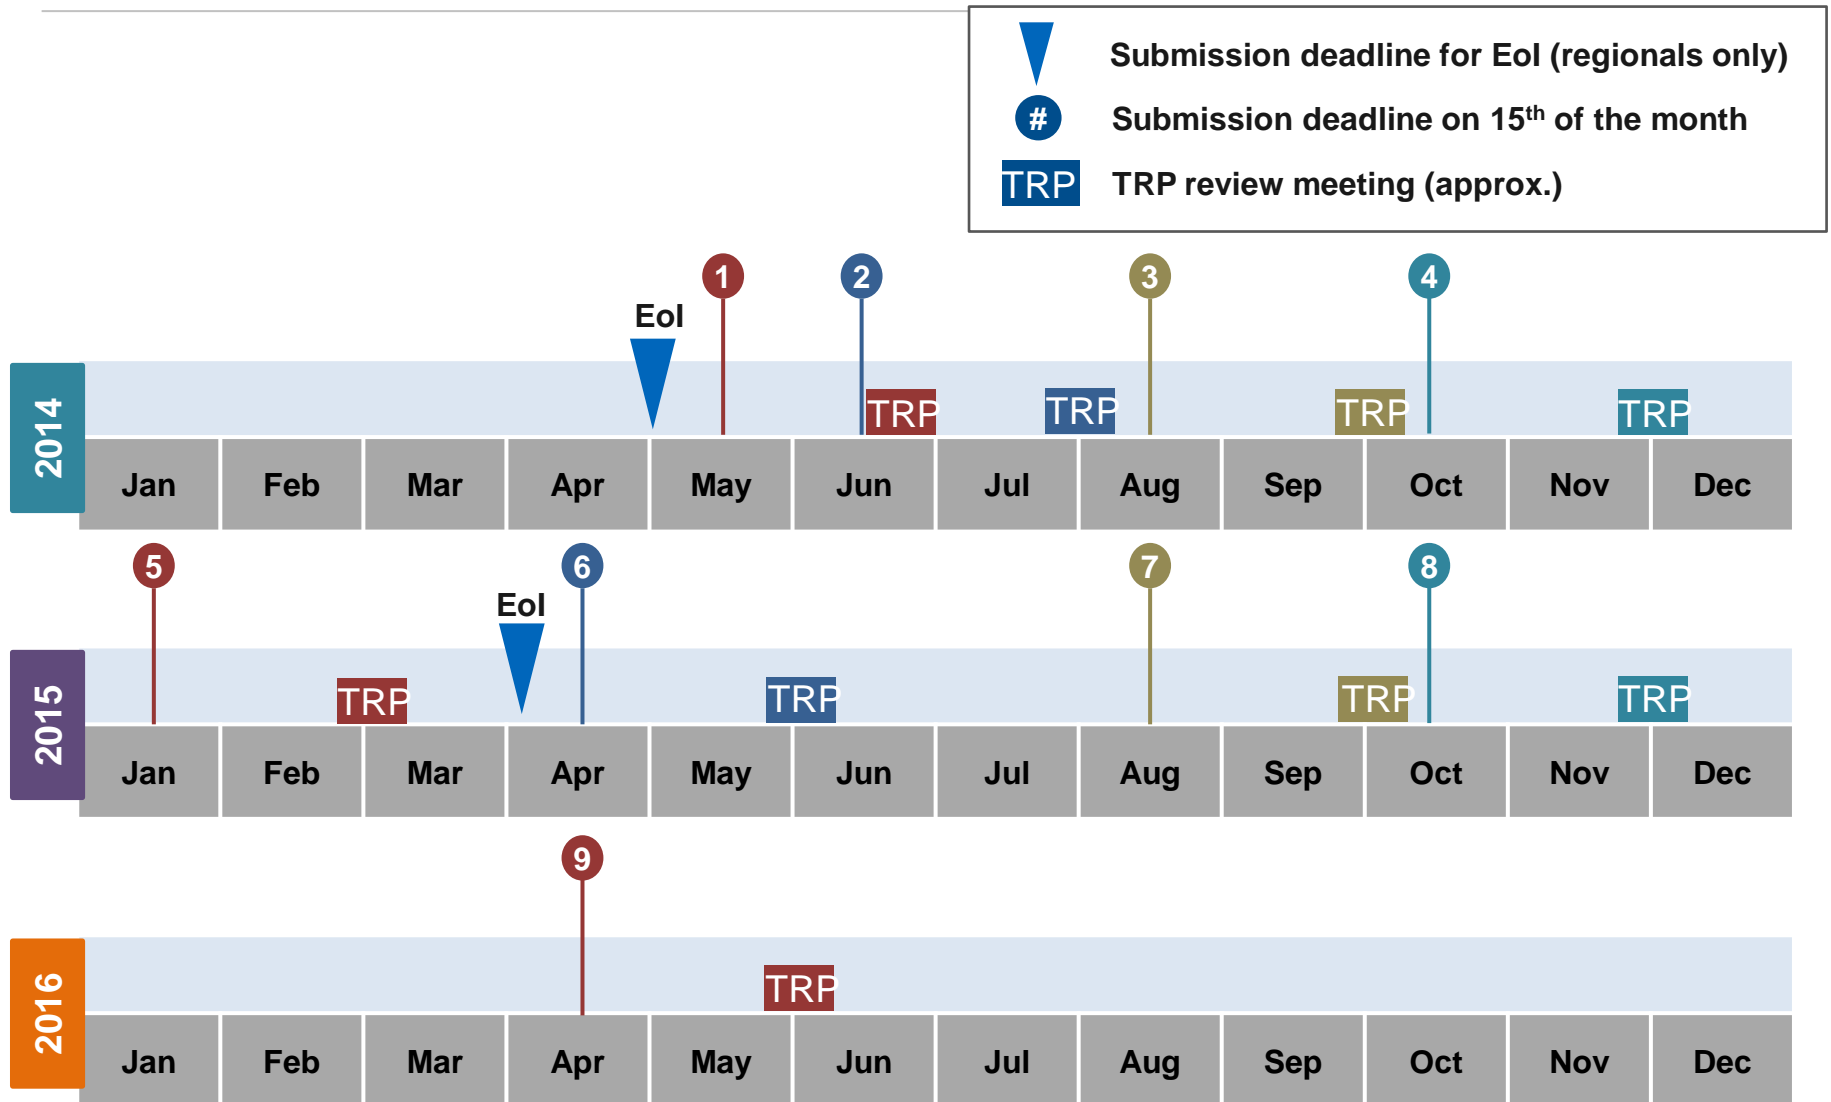 Submission deadline for EoI (regionals only)
# Submission deadline on 15th of the month
TRP TRP review meeting (approx.)
1 2 3 4
EoI
2014
TRP TRP TRP TRP
Jan Feb Mar Apr May Jun Jul Aug Sep Oct Nov Dec
5 6 7 8
EoI
2015
TRP TRP TRP TRP
Jan Feb Mar Apr May Jun Jul Aug Sep Oct Nov Dec
9
2016
TRP
Jan Feb Mar Apr May Jun Jul Aug Sep Oct Nov Dec